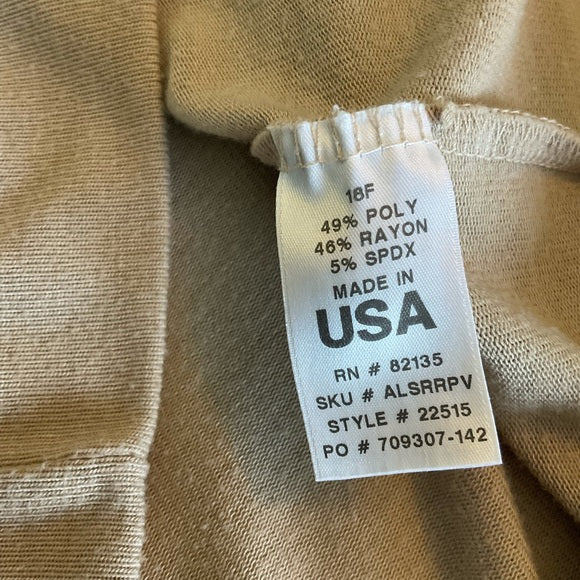 18F
49% POLY
46% RAYON
5% SPDX
MADE IN
USA
RN # 82135
SKU # ALSRRPV
STYLE # 22515
PO # 709307-142